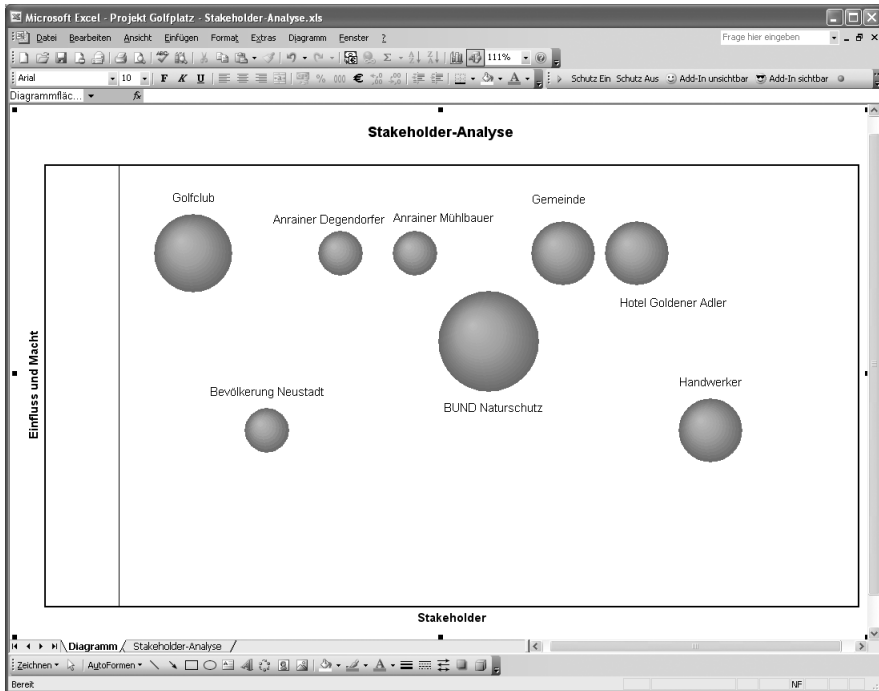 Microsoft Excel - Projekt Golfplatz - Stakeholder-Analyse.xls
Datei Bearbeiten Ansicht Einfügen Format Extras Diagramm Fenster ? Frage hier eingeben
111%
Arial 10 F K U % 000 € A Schutz Ein Schutz Aus Add-In unsichtbar Add-In sichtbar
Diagrammfläc... fx
Stakeholder-Analyse
Golfclub
Anrainer Degendorfer
Anrainer Mühlbauer
Gemeinde
Hotel Goldener Adler
Einfluss und Macht
Bevölkerung Neustadt
BUND Naturschutz
Handwerker
Stakeholder
Diagramm Stakeholder-Analyse
Zeichnen AutoFormen A
Bereit NF